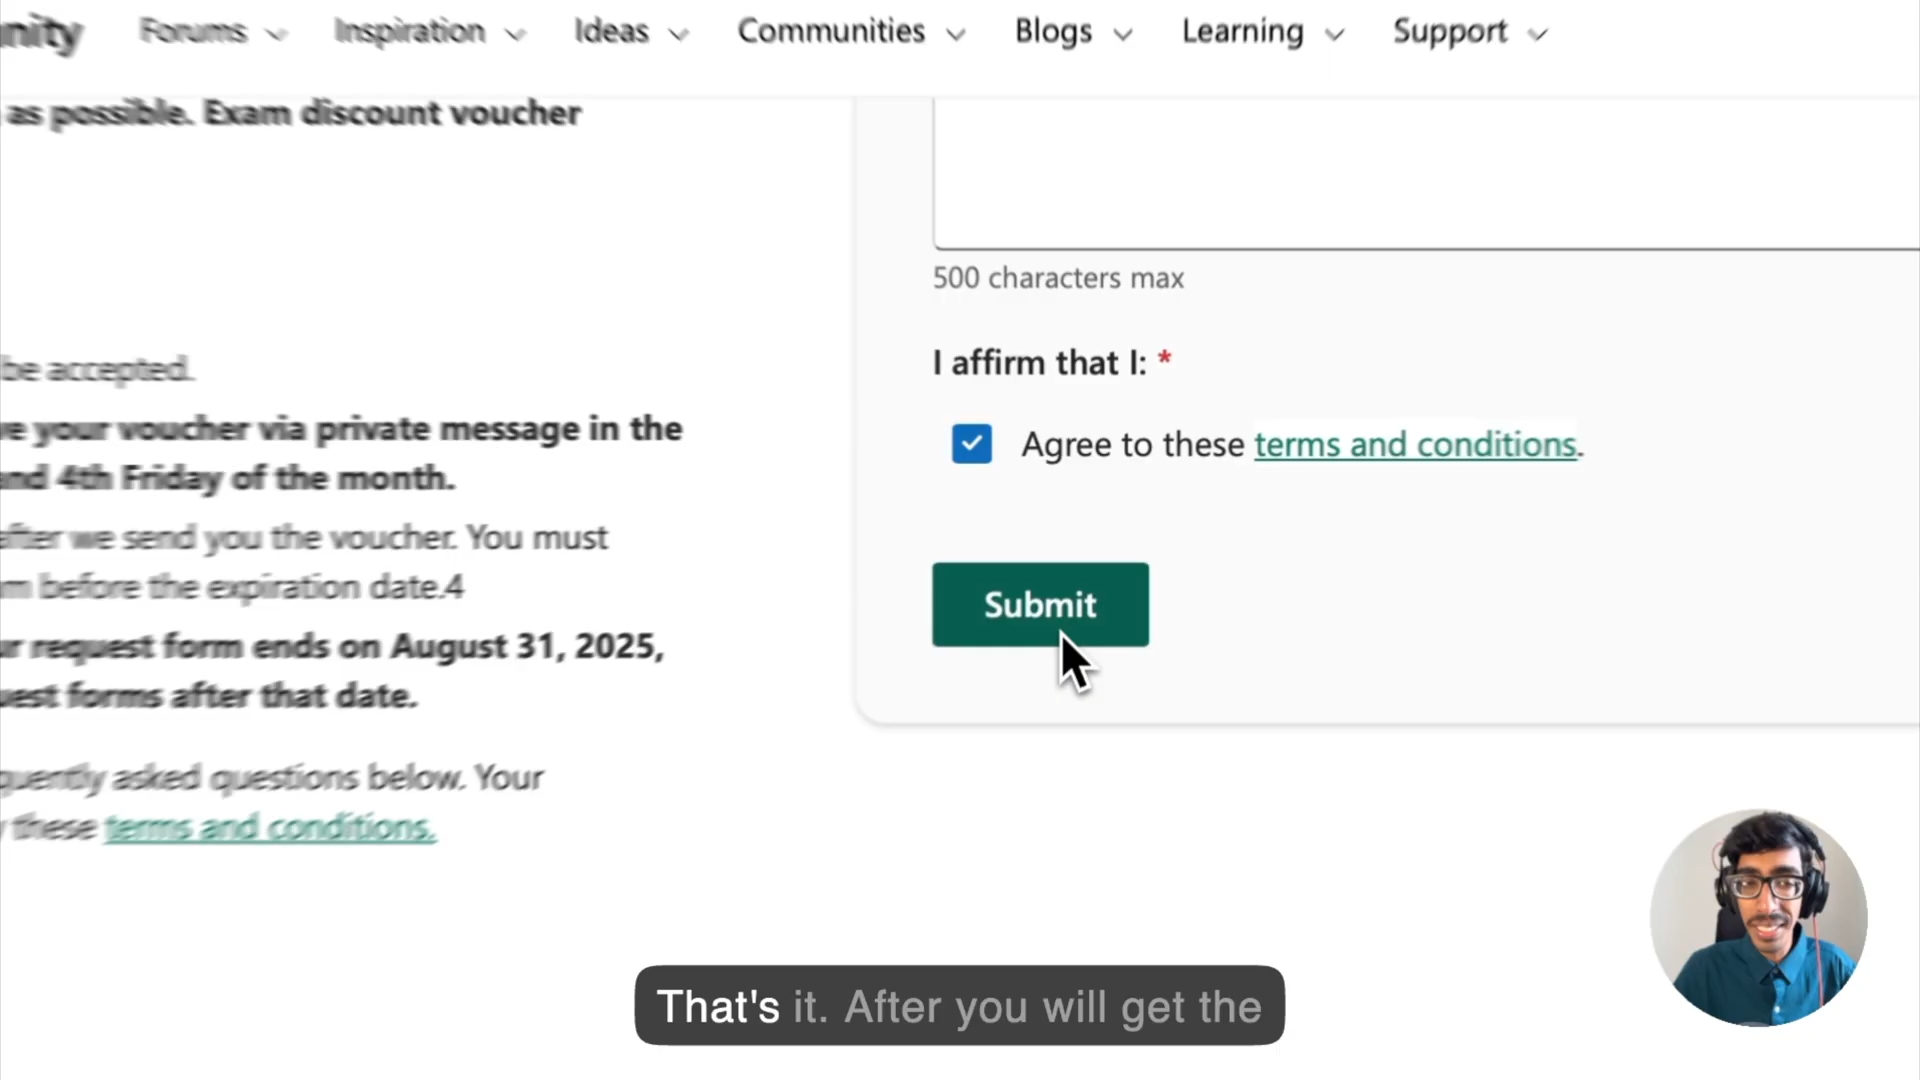 Forums Inspiration Ideas Communities Blogs Learning Support
as possible. Exam discount voucher
be accepted.
your voucher via private message in the
4th Friday of the month.
after we send you the voucher. You must
before the expiration date.4
request form ends on August 31, 2025,
forms after that date.
asked questions below. Your
these terms and conditions.
500 characters max
I affirm that I: *
Agree to these terms and conditions.
Submit
That's it. After you will get the